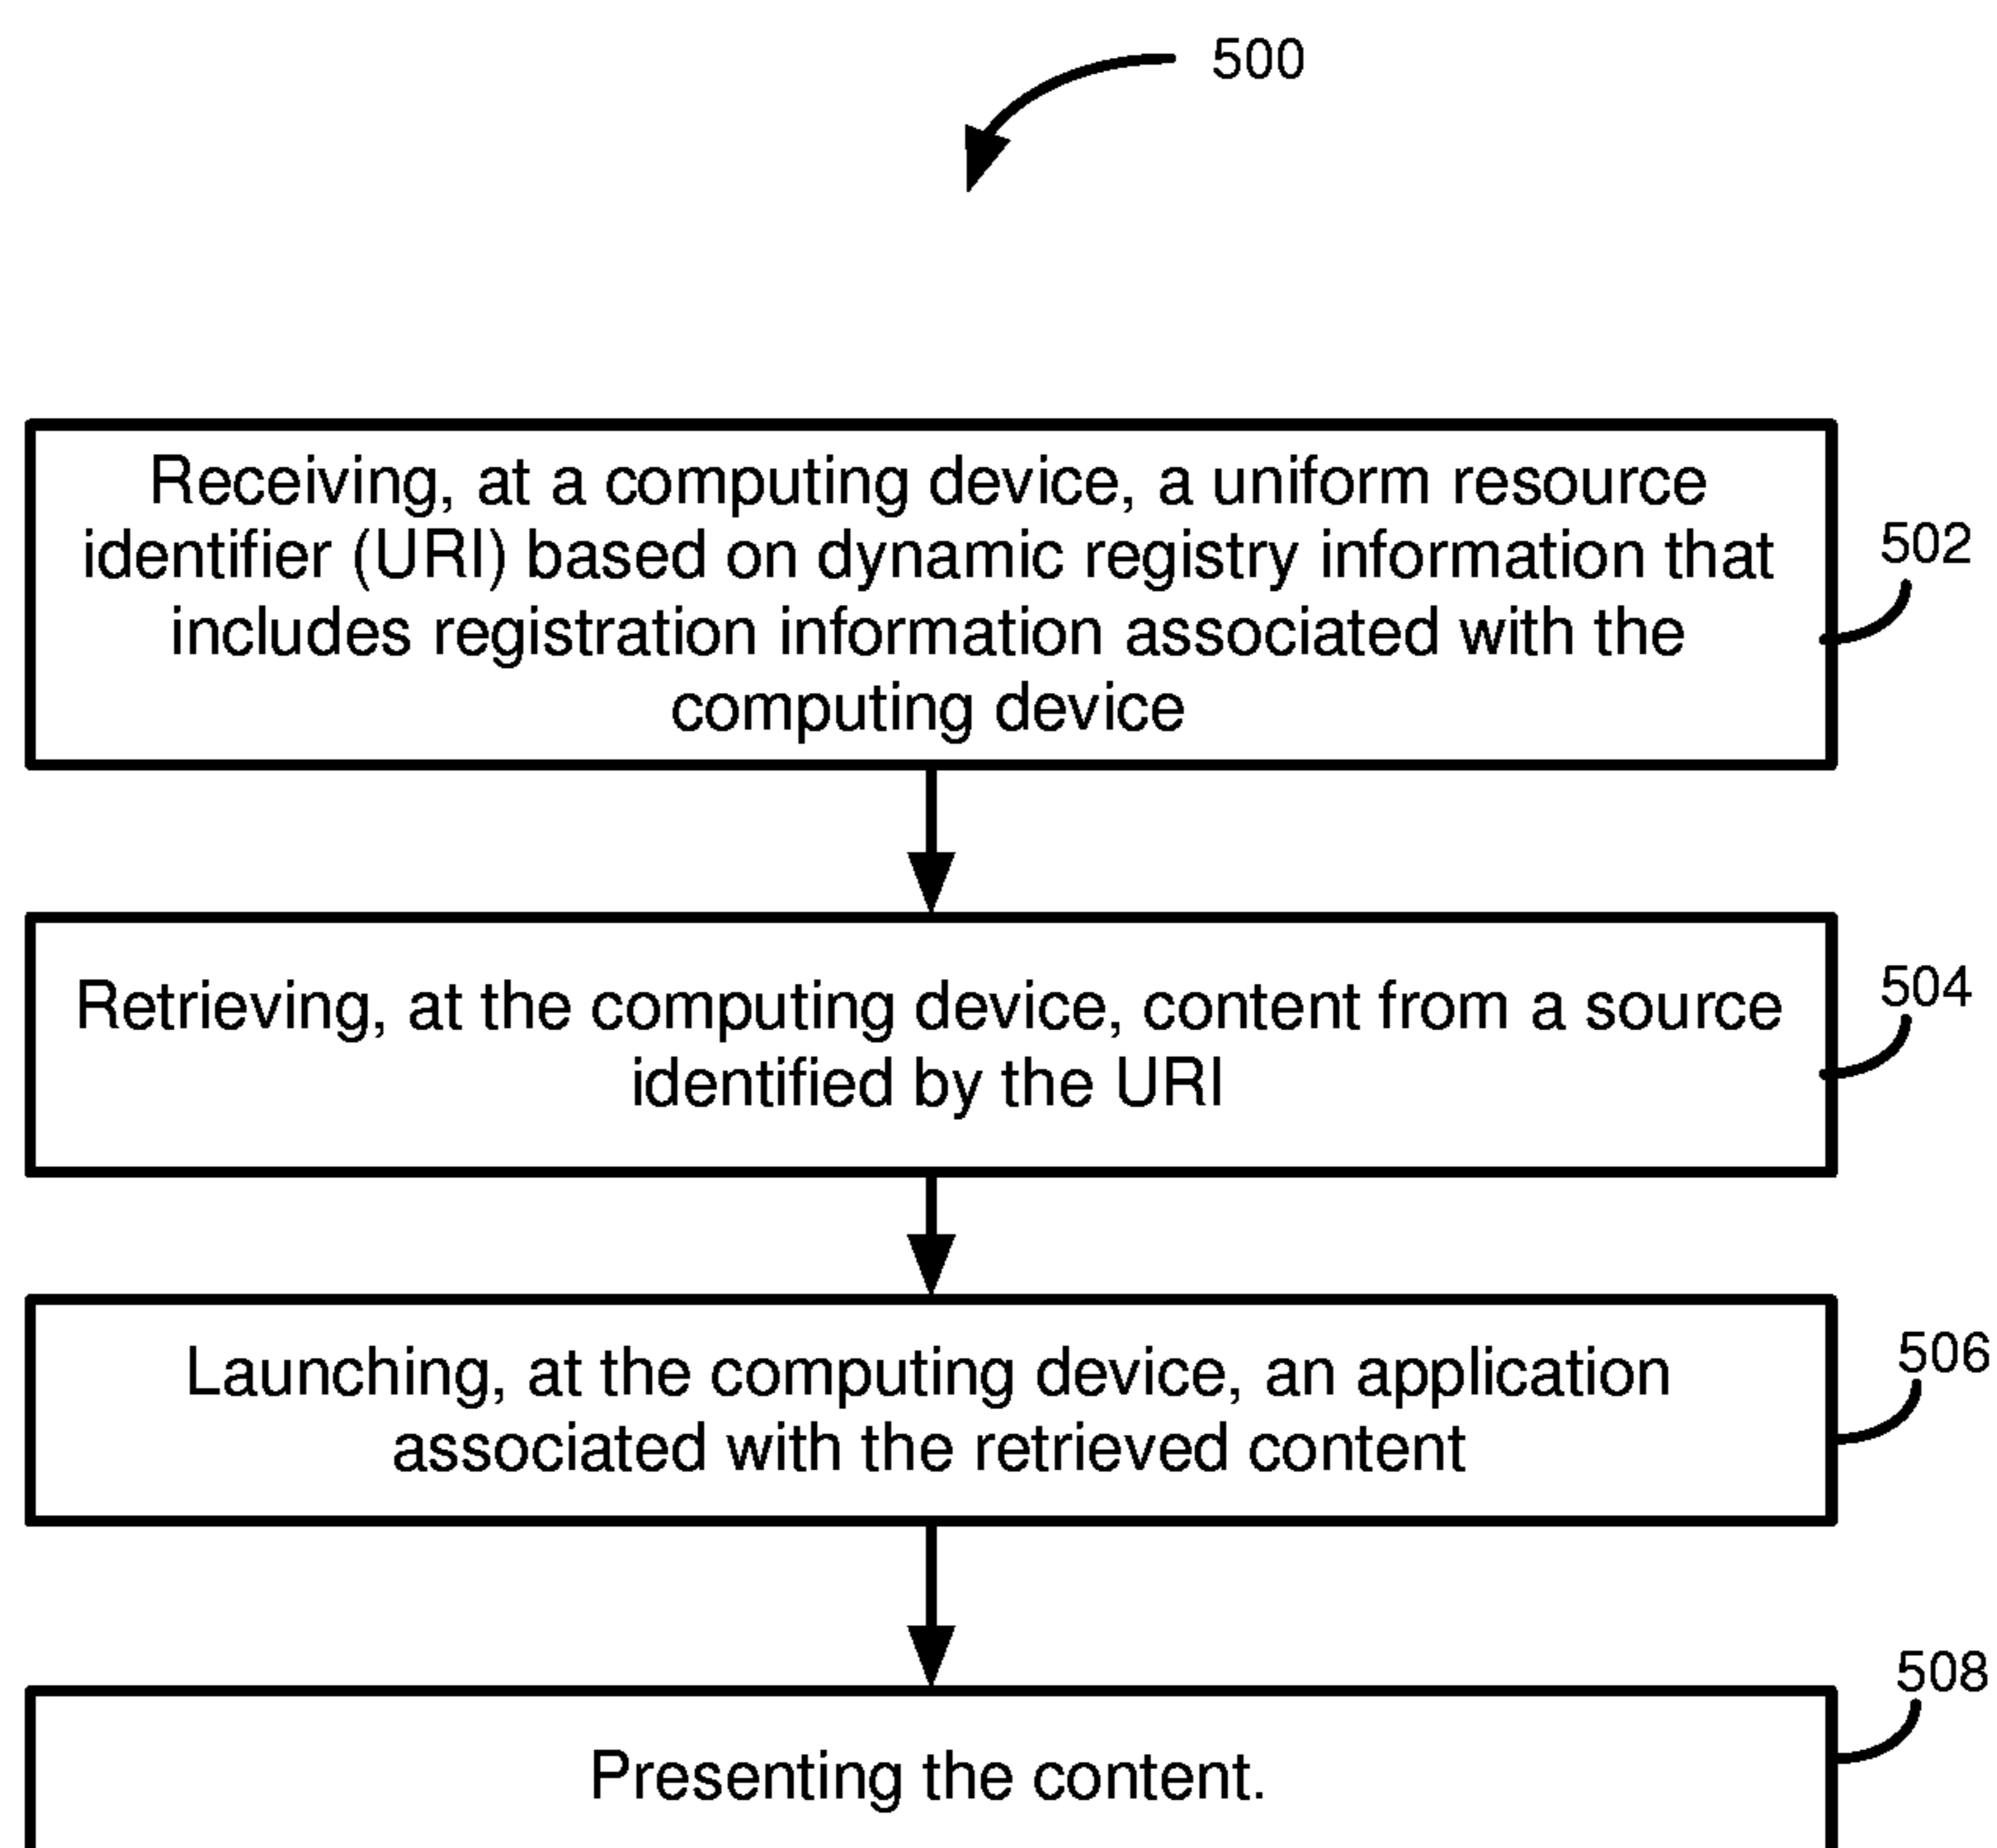 500
Receiving, at a computing device, a uniform resource
identifier (URI) based on dynamic registry information that
includes registration information associated with the
computing device
502
Retrieving, at the computing device, content from a source
identified by the URI
504
Launching, at the computing device, an application
associated with the retrieved content
506
Presenting the content.
508